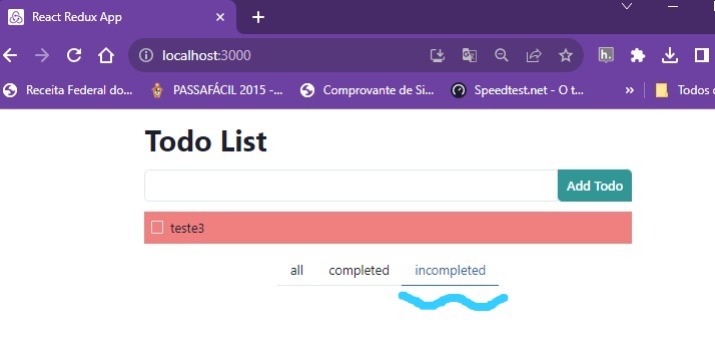 React Redux App
localhost:3000
Receita Federal do... PASSAFÁCIL 2015 -... Comprovante de Si... Speedtest.net - O t... » Todos
Todo List
Add Todo
teste3
all completed incompleted